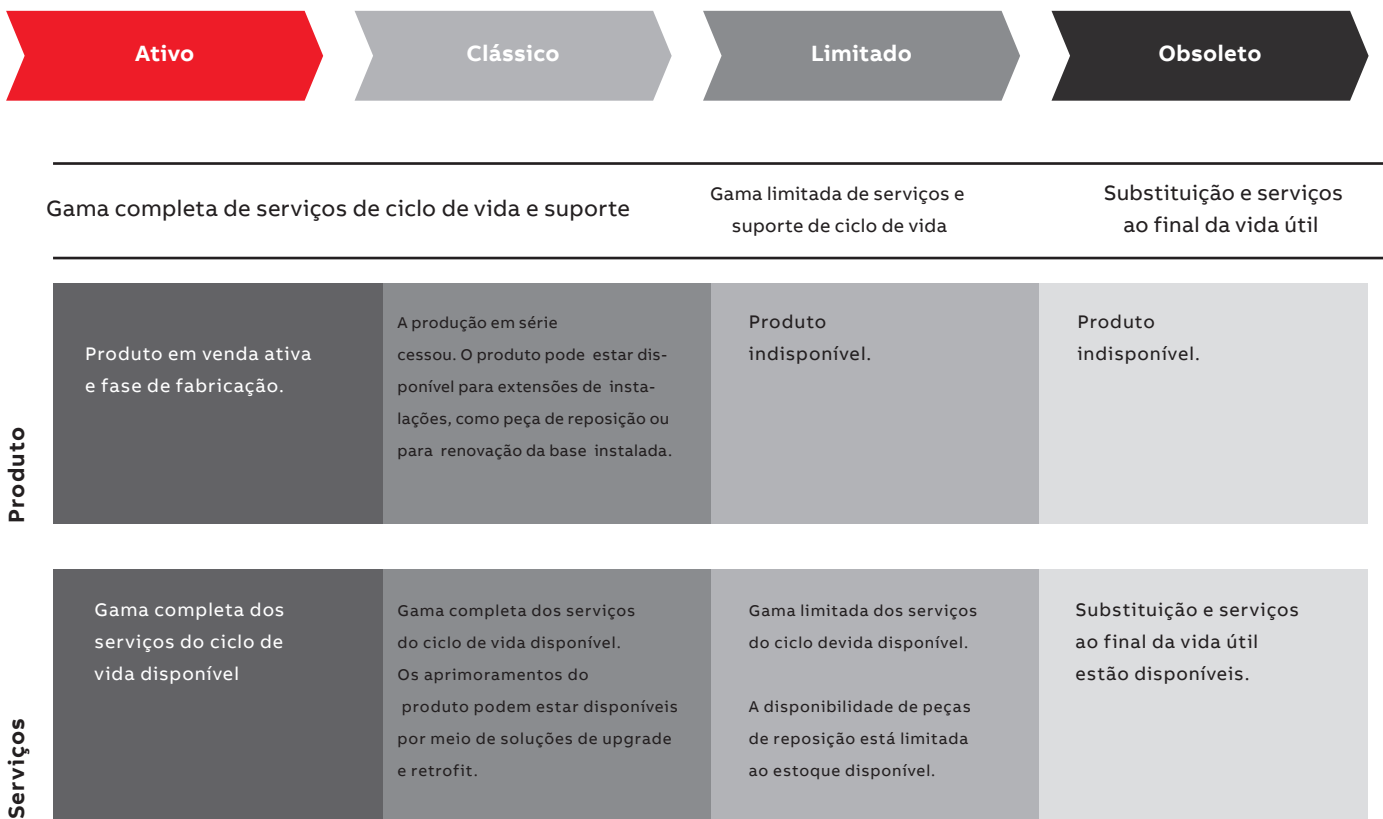 Ativo
Clássico
Limitado
Obsoleto
Gama completa de serviços de ciclo de vida e suporte
Gama limitada de serviços e
suporte de ciclo de vida
Substituição e serviços
ao final da vida útil
Produto
Produto em venda ativa
e fase de fabricação.
A produção em série
cessou. O produto pode estar dis-
ponível para extensões de insta-
lações, como peça de reposição ou
para renovação da base instalada.
Produto
indisponível.
Produto
indisponível.
Serviços
Gama completa dos
serviços do ciclo de
vida disponível
Gama completa dos serviços
do ciclo de vida disponível.
Os aprimoramentos do
produto podem estar disponíveis
por meio de soluções de upgrade
e retrofit.
Gama limitada dos serviços
do ciclo devida disponível.
A disponibilidade de peças
de reposição está limitada
ao estoque disponível.
Substituição e serviços
ao final da vida útil
estão disponíveis.